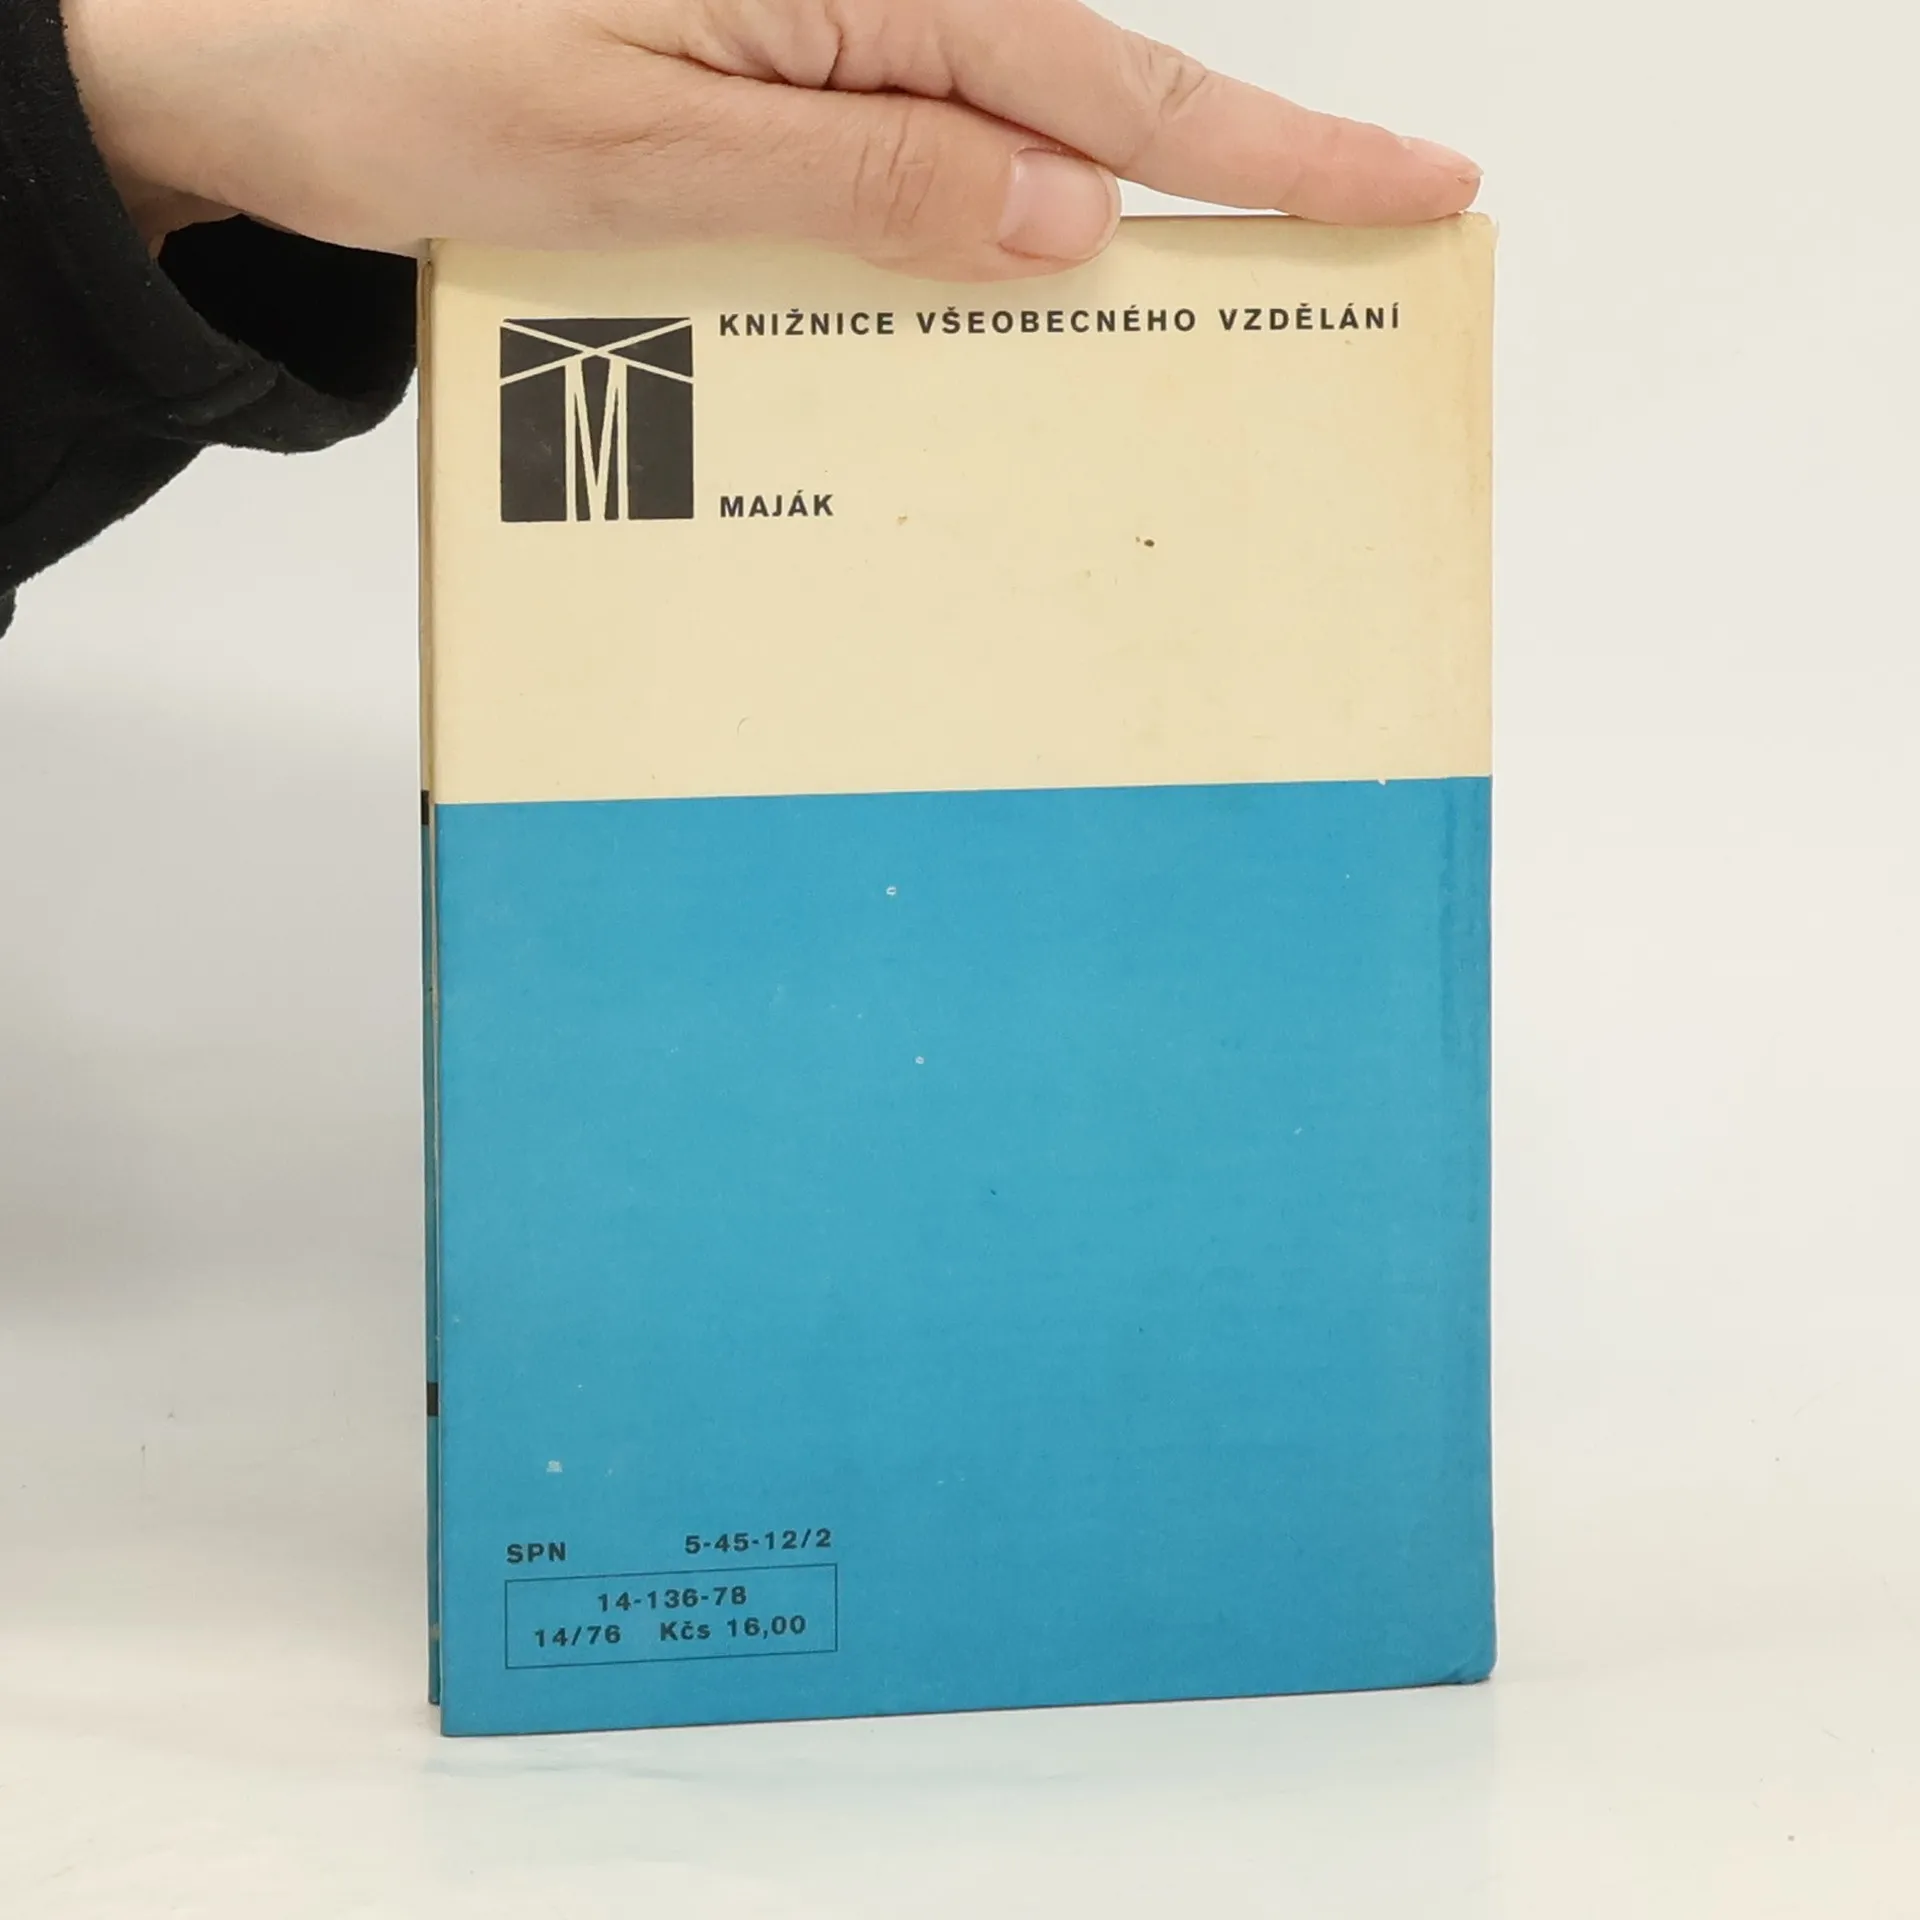 KNIŽNICE VŠEOBECNÉHO VZDĚLÁNÍ
M
MAJÁK
SPN 5-45-12/2
14-136-78
14/76 Kčs 16,00